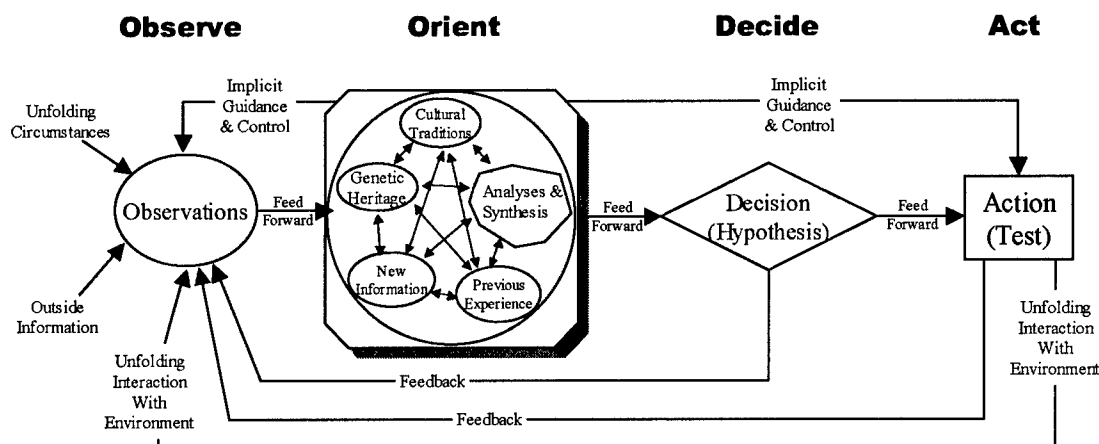 Observe
Orient
Decide
Act
Implicit
Guidance
& Control
Implicit
Guidance
& Control
Unfolding
Circumstances
Cultural
Traditions
Genetic
Heritage
Analyses &
Synthesis
New
Information
Previous
Experience
Observations
Feed
Forward
Feed
Forward
Decision
(Hypothesis)
Feed
Forward
Action
(Test)
Outside
Information
Unfolding
Interaction
With
Environment
Unfolding
Interaction
With
Environment
Feedback
Feedback